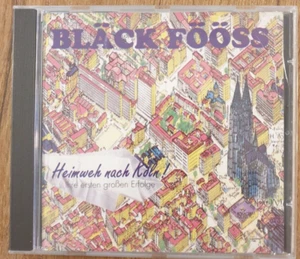 BLÄCK FÖÖSS
Heimweh nach Köln
ersten großen Erfolge